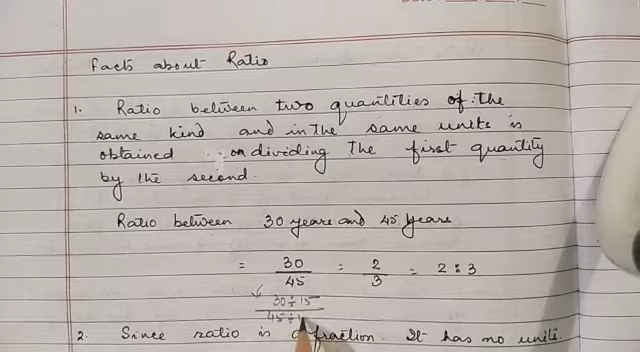 Facts about Ratio
1. Ratio between two quantities of the
same kind and in the same units is
obtained on dividing the first quantity
by the second.
Ratio between 30 years and 45 years
= 30/45 = 2/3 = 2:3
30÷15
45÷1
2. Since ratio is a fraction. It has no units.